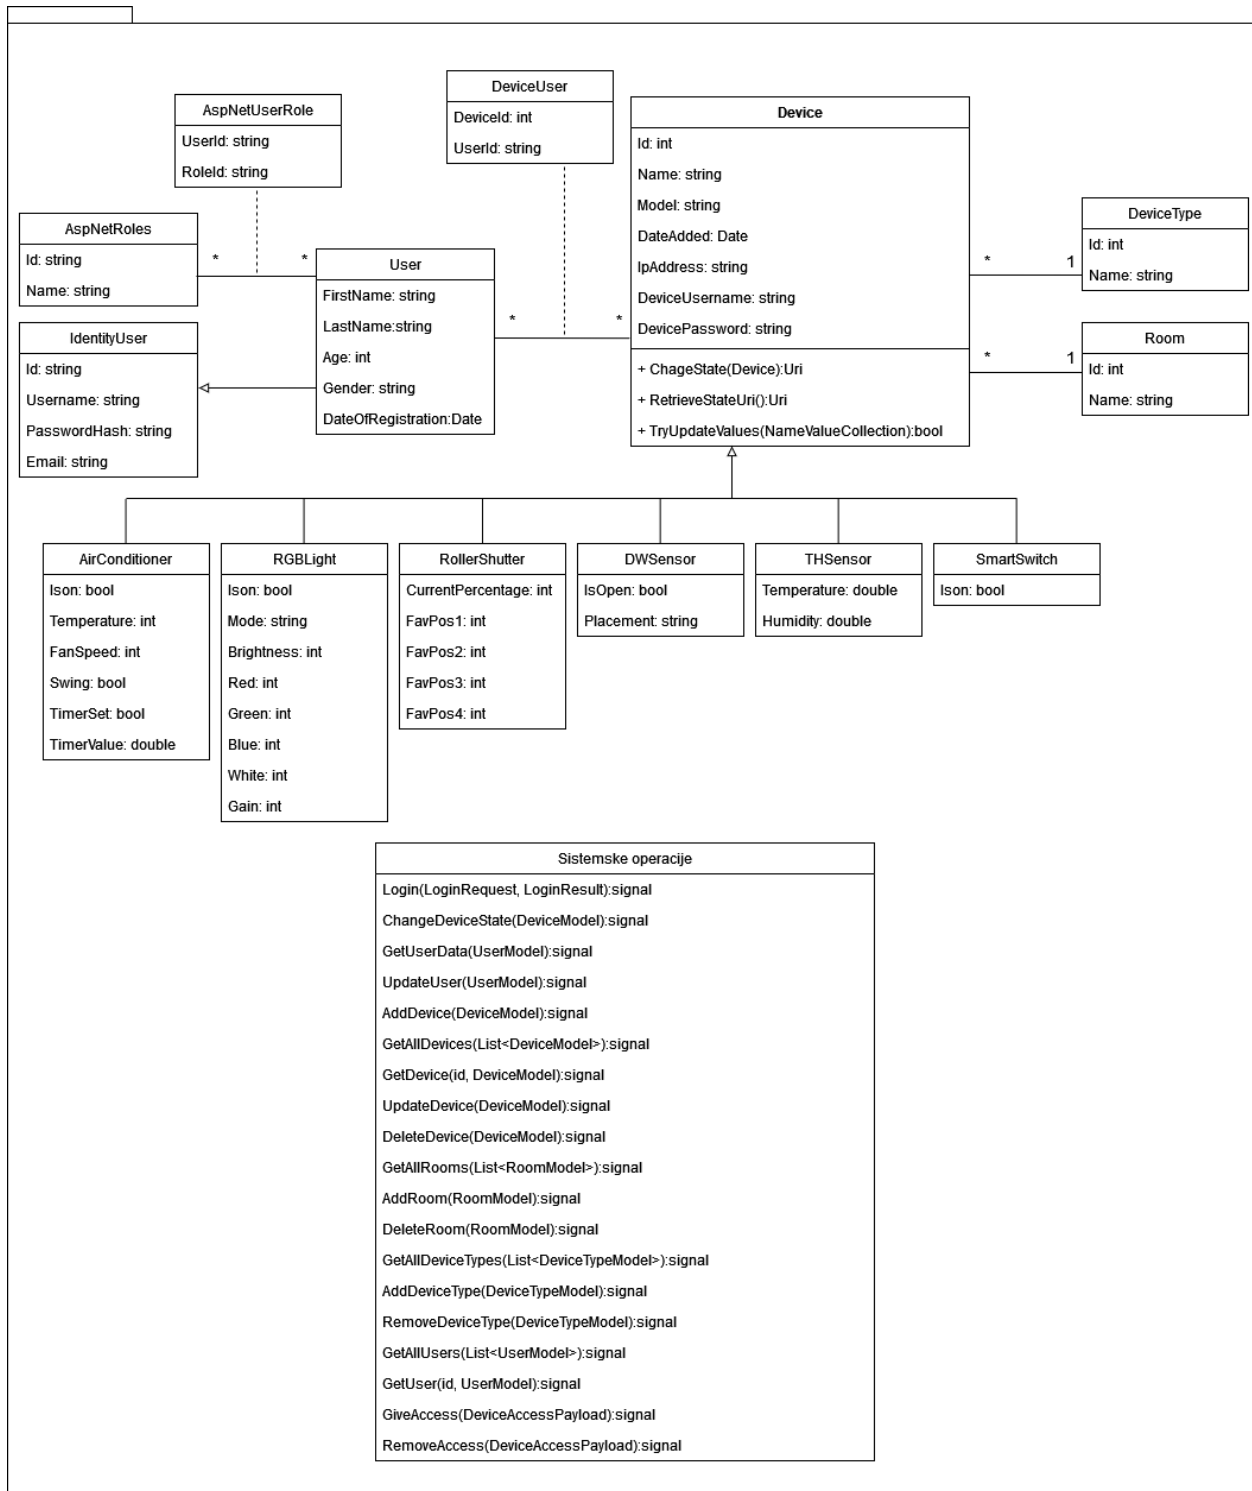 DeviceUser
DeviceId: int
UserId: string
AspNetUserRole
UserId: string
RoleId: string
Device
Id: int
Name: string
Model: string
DateAdded: Date
IpAddress: string
DeviceUsername: string
DevicePassword: string
+ ChageState(Device):Uri
+ RetrieveStateUri():Uri
+ TryUpdateValues(NameValueCollection):bool
AspNetRoles
Id: string
Name: string
* *
User
FirstName: string
LastName:string
Age: int
Gender: string
DateOfRegistration:Date
* *
* 1
DeviceType
Id: int
Name: string
* 1
Room
Id: int
Name: string
IdentityUser
Id: string
Username: string
PasswordHash: string
Email: string
AirConditioner
Ison: bool
Temperature: int
FanSpeed: int
Swing: bool
TimerSet: bool
TimerValue: double
RGBLight
Ison: bool
Mode: string
Brightness: int
Red: int
Green: int
Blue: int
White: int
Gain: int
RollerShutter
CurrentPercentage: int
FavPos1: int
FavPos2: int
FavPos3: int
FavPos4: int
DWSensor
IsOpen: bool
Placement: string
THSensor
Temperature: double
Humidity: double
SmartSwitch
Ison: bool
Sistemske operacije
Login(LoginRequest, LoginResult):signal
ChangeDeviceState(DeviceModel):signal
GetUserData(UserModel):signal
UpdateUser(UserModel):signal
AddDevice(DeviceModel):signal
GetAllDevices(List<DeviceModel>):signal
GetDevice(id, DeviceModel):signal
UpdateDevice(DeviceModel):signal
DeleteDevice(DeviceModel):signal
GetAllRooms(List<RoomModel>):signal
AddRoom(RoomModel):signal
DeleteRoom(RoomModel):signal
GetAllDeviceTypes(List<DeviceTypeModel>):signal
AddDeviceType(DeviceTypeModel):signal
RemoveDeviceType(DeviceTypeModel):signal
GetAllUsers(List<UserModel>):signal
GetUser(id, UserModel):signal
GiveAccess(DeviceAccessPayload):signal
RemoveAccess(DeviceAccessPayload):signal